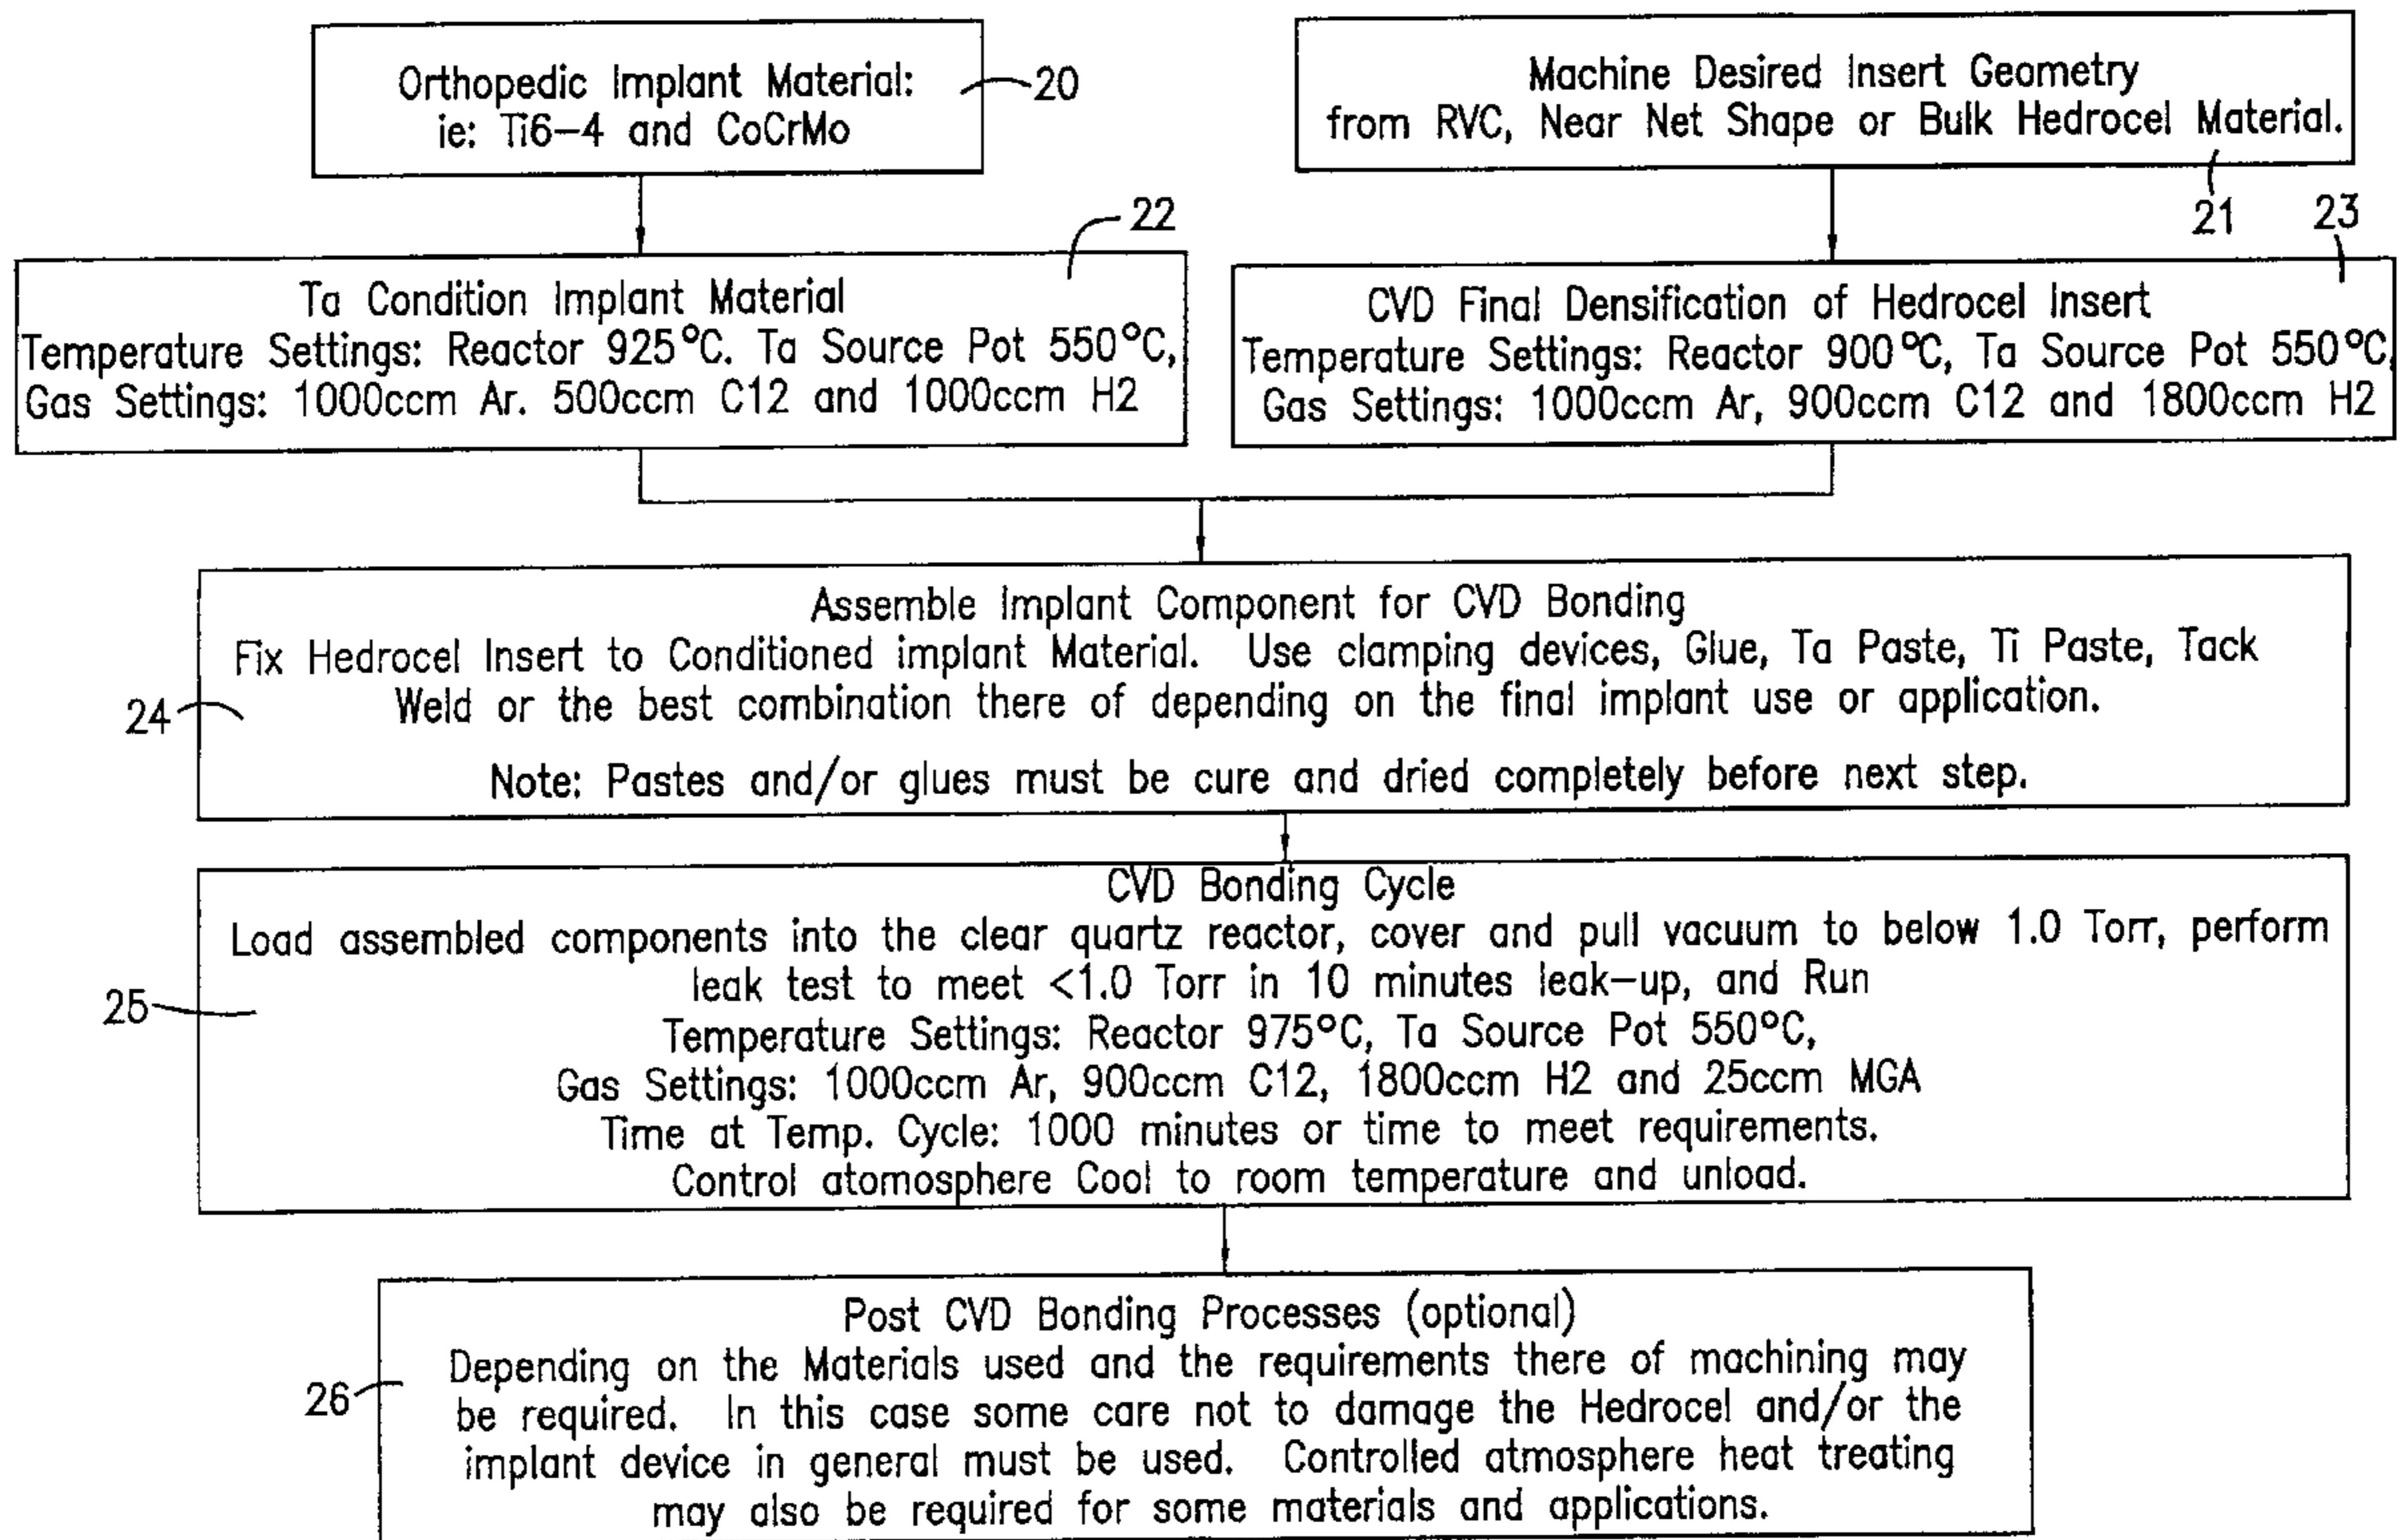 Orthopedic Implant Material:
ie: Ti6-4 and CoCrMo
20
Machine Desired Insert Geometry
from RVC, Near Net Shape or Bulk Hedrocel Material.
21
22
Ta Condition Implant Material
Temperature Settings: Reactor 925°C. Ta Source Pot 550°C,
Gas Settings: 1000ccm Ar. 500ccm C12 and 1000ccm H2
23
CVD Final Densification of Hedrocel Insert
Temperature Settings: Reactor 900°C, Ta Source Pot 550°C,
Gas Settings: 1000ccm Ar, 900ccm C12 and 1800ccm H2
Assemble Implant Component for CVD Bonding
Fix Hedrocel Insert to Conditioned implant Material. Use clamping devices, Glue, Ta Paste, Ti Paste, Tack
Weld or the best combination there of depending on the final implant use or application.
24
Note: Pastes and/or glues must be cure and dried completely before next step.
CVD Bonding Cycle
Load assembled components into the clear quartz reactor, cover and pull vacuum to below 1.0 Torr, perform
leak test to meet <1.0 Torr in 10 minutes leak-up, and Run
25
Temperature Settings: Reactor 975°C, Ta Source Pot 550°C,
Gas Settings: 1000ccm Ar, 900ccm C12, 1800ccm H2 and 25ccm MGA
Time at Temp. Cycle: 1000 minutes or time to meet requirements.
Control atomosphere Cool to room temperature and unload.
Post CVD Bonding Processes (optional)
Depending on the Materials used and the requirements there of machining may
26
be required. In this case some care not to damage the Hedrocel and/or the
implant device in general must be used. Controlled atmosphere heat treating
may also be required for some materials and applications.